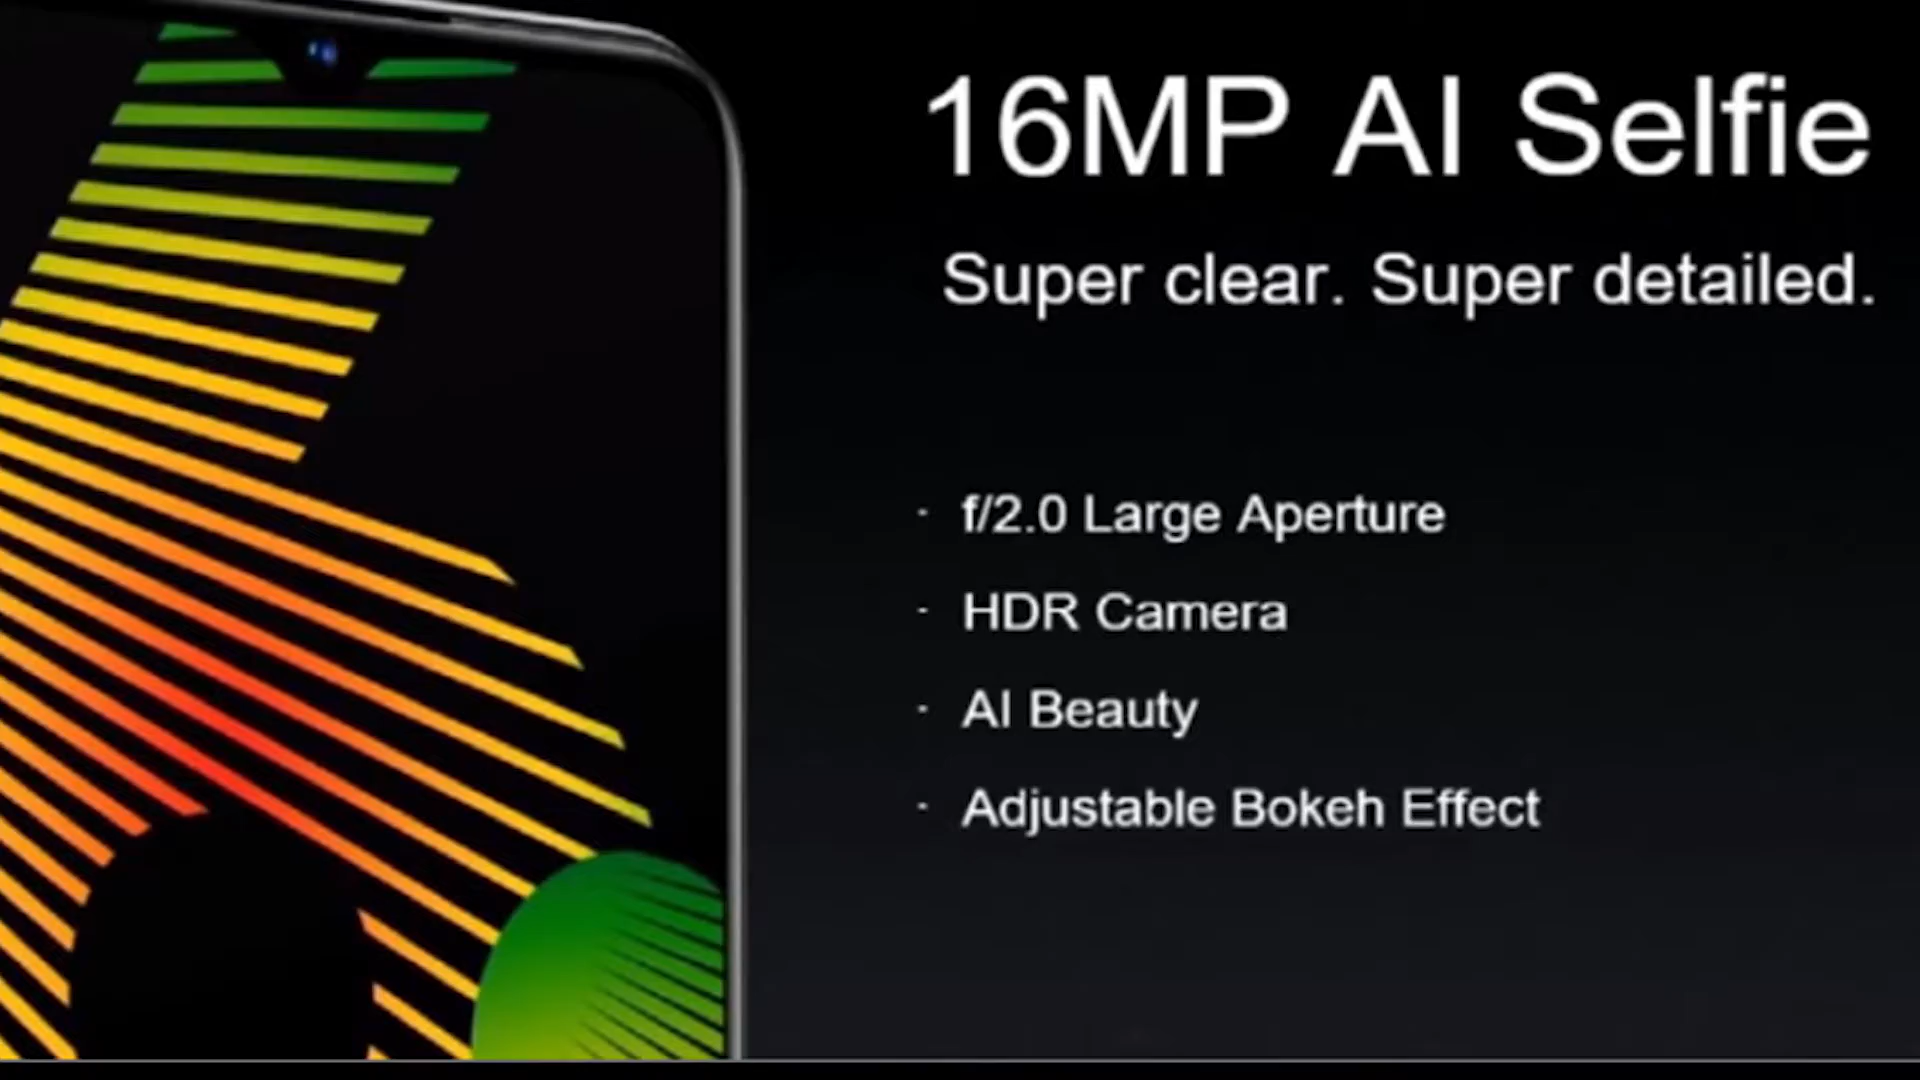 16MP AI Selfie
Super clear. Super detailed.
· f/2.0 Large Aperture
· HDR Camera
· AI Beauty
· Adjustable Bokeh Effect